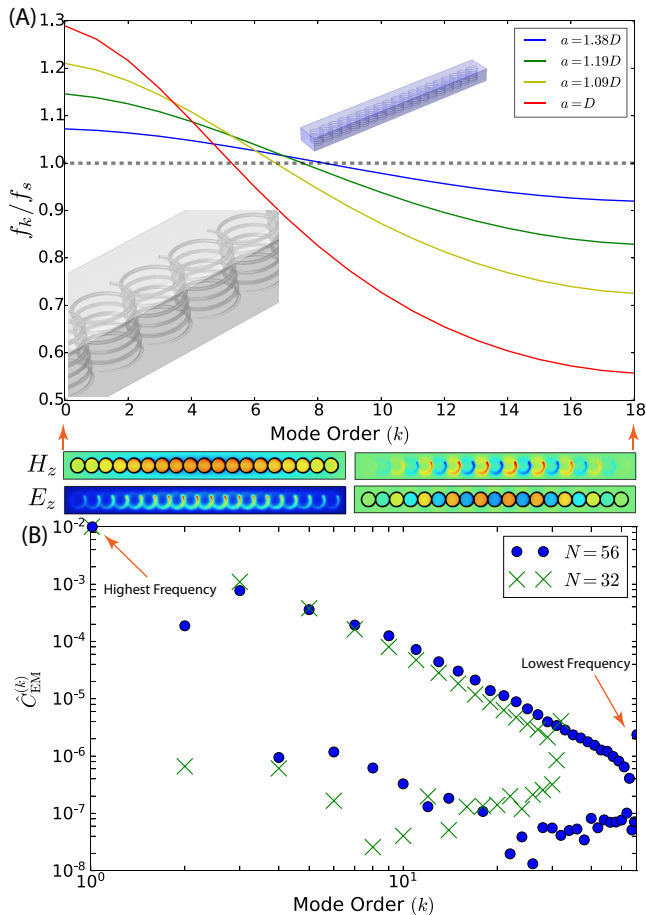 (A)
1.3
1.2
1.1
1.0
0.9
0.8
0.7
0.6
0.5
f_k/f_s
a=1.38D
a=1.19D
a=1.09D
a=D
0 2 4 6 8 10 12 14 16 18
Mode Order (k)
H_z
E_z
(B)
10^-2
10^-3
10^-4
10^-5
10^-6
10^-7
10^-8
Ĉ_EM^(k)
N=56
N=32
Highest Frequency
Lowest Frequency
10^0 10^1
Mode Order (k)